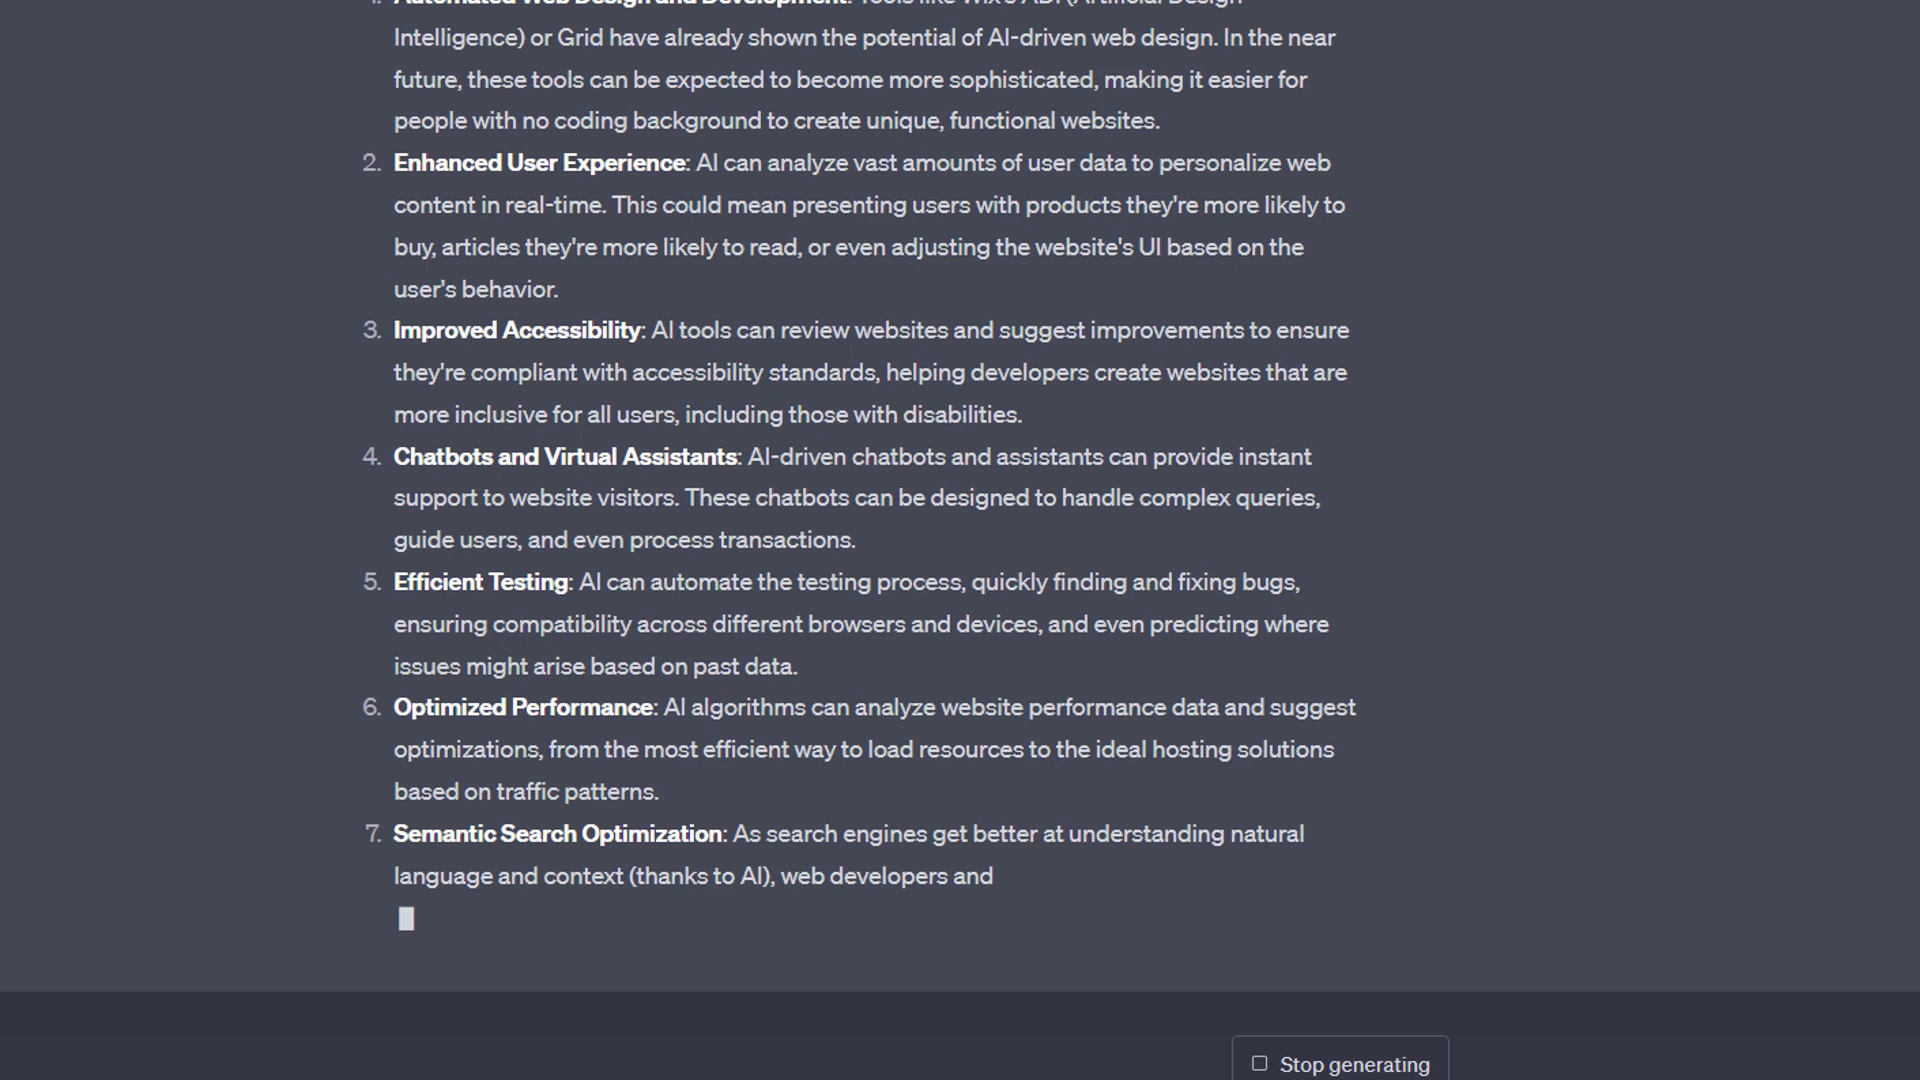 1. Automated Web Design and Development: Tools like Wix's ADI (Artificial Design
Intelligence) or Grid have already shown the potential of AI-driven web design. In the near
future, these tools can be expected to become more sophisticated, making it easier for
people with no coding background to create unique, functional websites.
2. Enhanced User Experience: AI can analyze vast amounts of user data to personalize web
content in real-time. This could mean presenting users with products they're more likely to
buy, articles they're more likely to read, or even adjusting the website's UI based on the
user's behavior.
3. Improved Accessibility: AI tools can review websites and suggest improvements to ensure
they're compliant with accessibility standards, helping developers create websites that are
more inclusive for all users, including those with disabilities.
4. Chatbots and Virtual Assistants: AI-driven chatbots and assistants can provide instant
support to website visitors. These chatbots can be designed to handle complex queries,
guide users, and even process transactions.
5. Efficient Testing: AI can automate the testing process, quickly finding and fixing bugs,
ensuring compatibility across different browsers and devices, and even predicting where
issues might arise based on past data.
6. Optimized Performance: AI algorithms can analyze website performance data and suggest
optimizations, from the most efficient way to load resources to the ideal hosting solutions
based on traffic patterns.
7. Semantic Search Optimization: As search engines get better at understanding natural
language and context (thanks to AI), web developers and
Stop generating